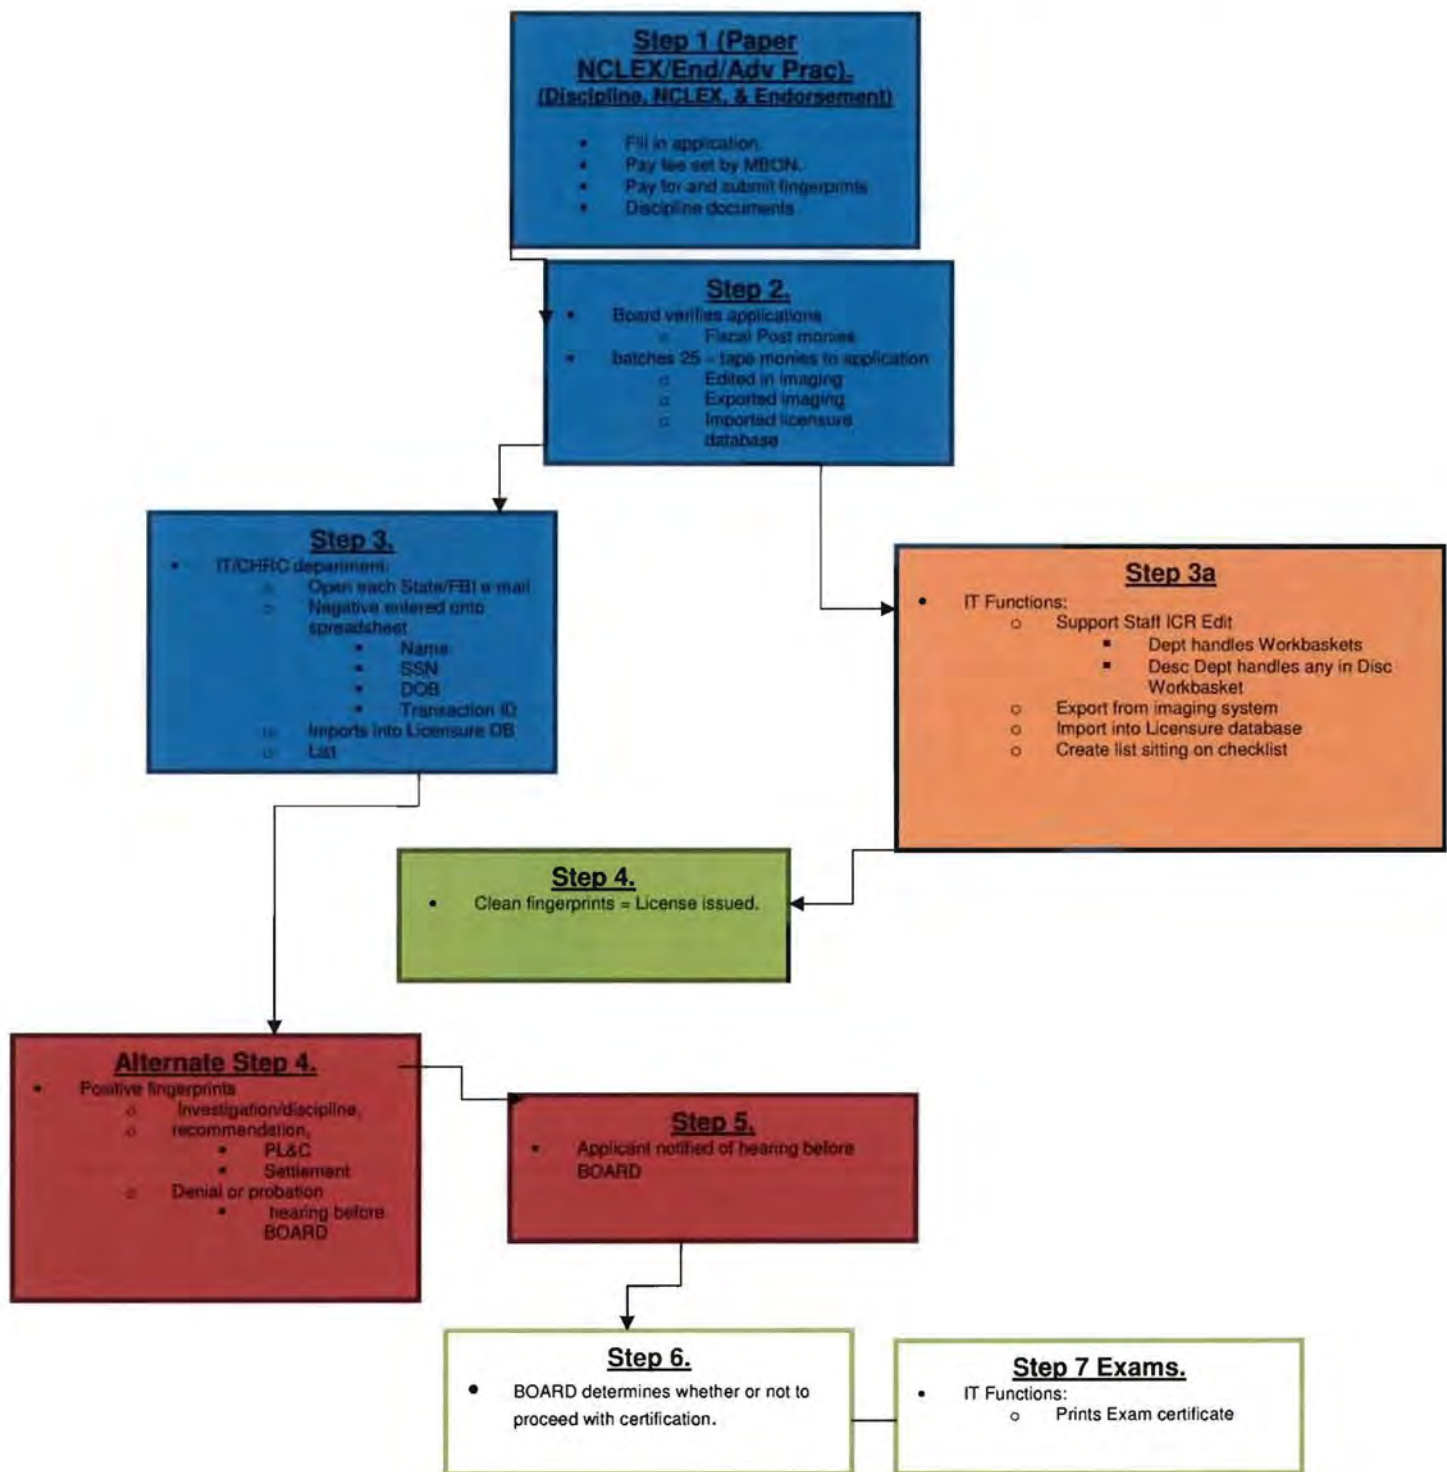 Step 1 (Paper
NCLEX/End/Adv Prac).
(Discipline, NCLEX, & Endorsement)
• Fill in application.
• Pay fee set by MBON.
• Pay for and submit fingerprints
• Discipline documents
Step 2.
• Board verifies applications
o Fiscal Post monies
• batches 25 – tape monies to application
o Edited in imaging
o Exported imaging
o Imported licensure
database
Step 3.
• IT/CHRIC department:
o Open each State/FBI e-mail
o Negative entered onto
spreadsheet
▪ Name
▪ SSN
▪ DOB
▪ Transaction ID
o Imports into Licensure DB
o List
Step 3a
• IT Functions:
o Support Staff ICR Edit
▪ Dept handles Workbaskets
▪ Desc Dept handles any in Disc
Workbasket
o Export from imaging system
o Import into Licensure database
o Create list sitting on checklist
Step 4.
• Clean fingerprints = License issued.
Alternate Step 4.
• Positive fingerprints
o Investigation/discipline,
o recommendation,
▪ PL&C
▪ Settlement
o Denial or probation
▪ hearing before
BOARD
Step 5.
• Applicant notified of hearing before
BOARD
Step 6.
• BOARD determines whether or not to
proceed with certification.
Step 7 Exams.
• IT Functions:
o Prints Exam certificate